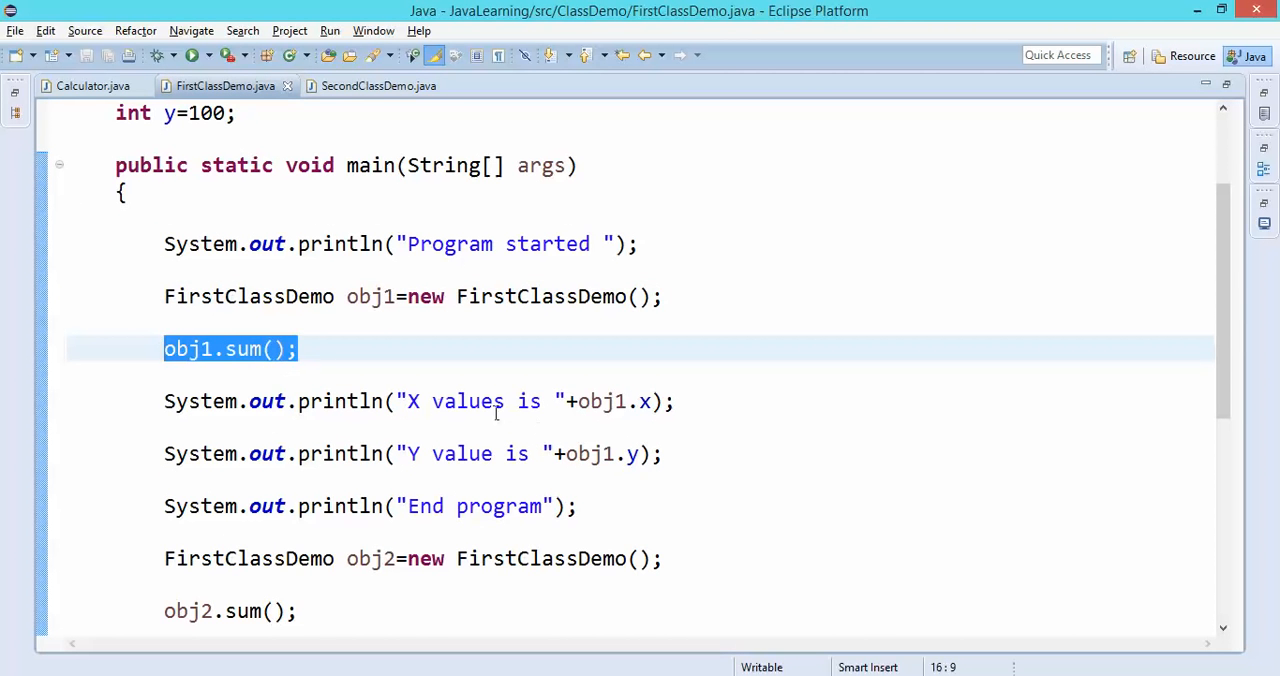 Java - JavaLearning/src/ClassDemo/FirstClassDemo.java - Eclipse Platform
File Edit Source Refactor Navigate Search Project Run Window Help
Quick Access Resource Java
Calculator.java FirstClassDemo.java SecondClassDemo.java
int y=100;
public static void main(String[] args)
{
System.out.println("Program started ");
FirstClassDemo obj1=new FirstClassDemo();
obj1.sum();
System.out.println("X values is "+obj1.x);
System.out.println("Y value is "+obj1.y);
System.out.println("End program");
FirstClassDemo obj2=new FirstClassDemo();
obj2.sum();
Writable Smart Insert 16:9